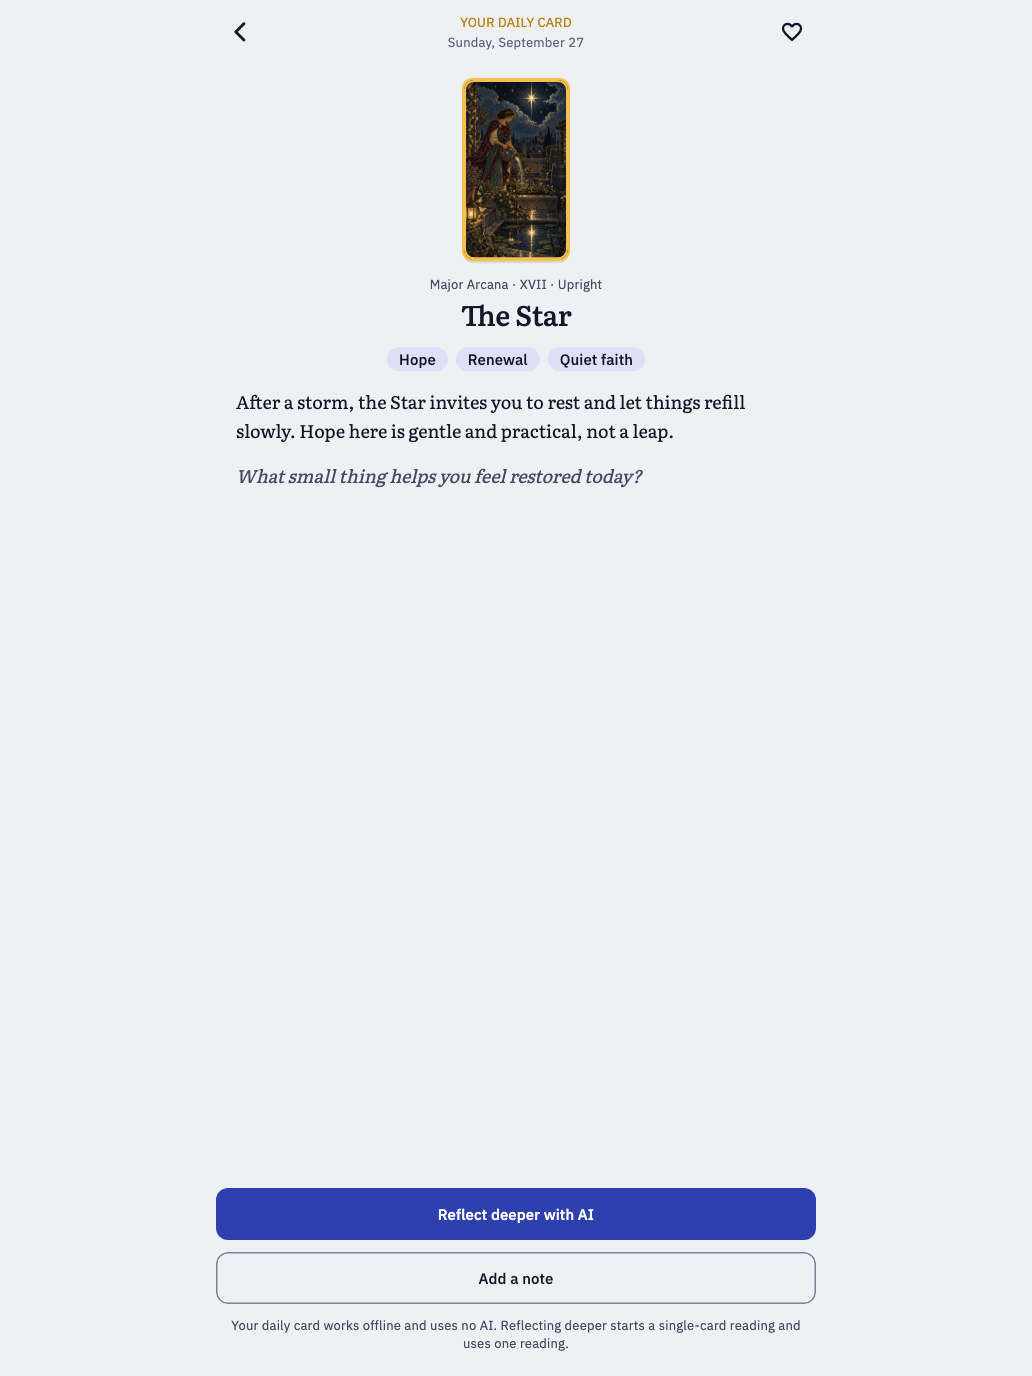 YOUR DAILY CARD
Sunday, September 27
Major Arcana · XVII · Upright
The Star
Hope
Renewal
Quiet faith
After a storm, the Star invites you to rest and let things refill
slowly. Hope here is gentle and practical, not a leap.
What small thing helps you feel restored today?
Reflect deeper with AI
Add a note
Your daily card works offline and uses no AI. Reflecting deeper starts a single-card reading and
uses one reading.